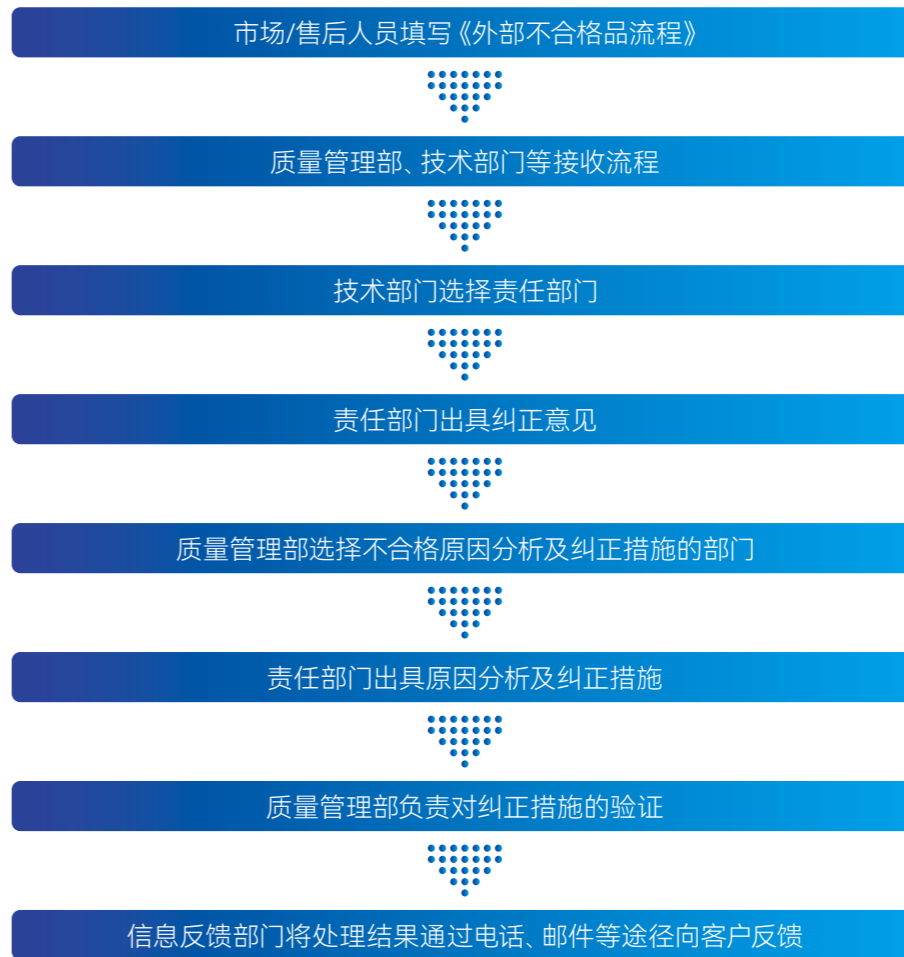 市场/售后人员填写《外部不合格品流程》
质量管理部、技术部门等接收流程
技术部门选择责任部门
责任部门出具纠正意见
质量管理部选择不合格原因分析及纠正措施的部门
责任部门出具原因分析及纠正措施
质量管理部负责对纠正措施的验证
信息反馈部门将处理结果通过电话、邮件等途径向客户反馈